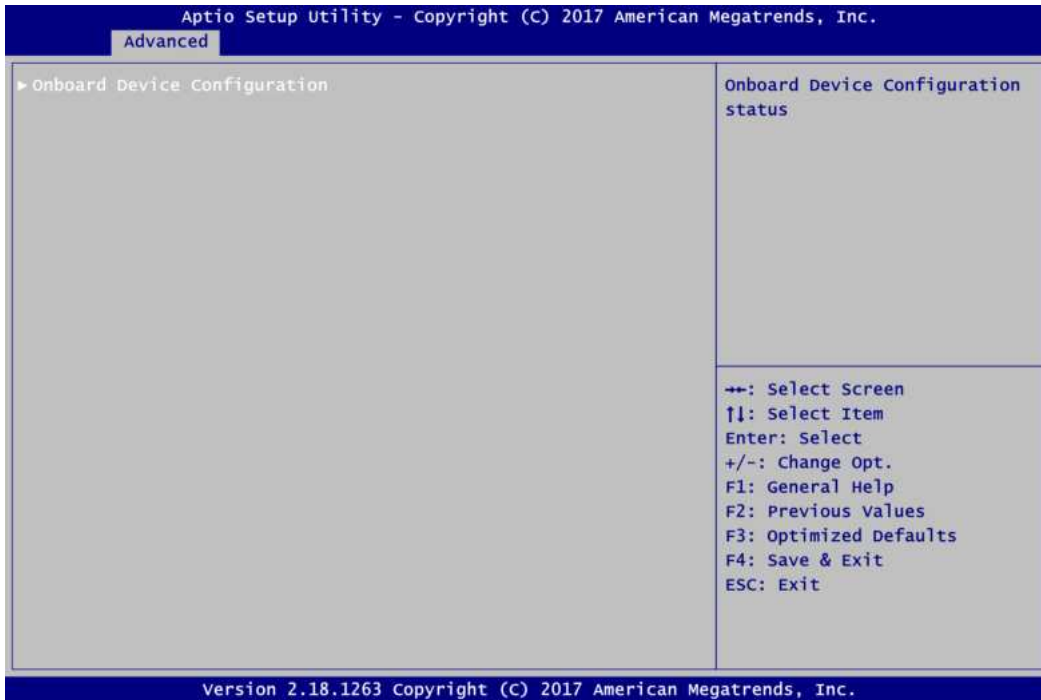 Aptio Setup Utility - Copyright (C) 2017 American Megatrends, Inc.
Advanced
►Onboard Device Configuration
Onboard Device Configuration
status
→←: Select Screen
↑↓: Select Item
Enter: Select
+/-: Change Opt.
F1: General Help
F2: Previous Values
F3: Optimized Defaults
F4: Save & Exit
ESC: Exit
Version 2.18.1263 Copyright (C) 2017 American Megatrends, Inc.